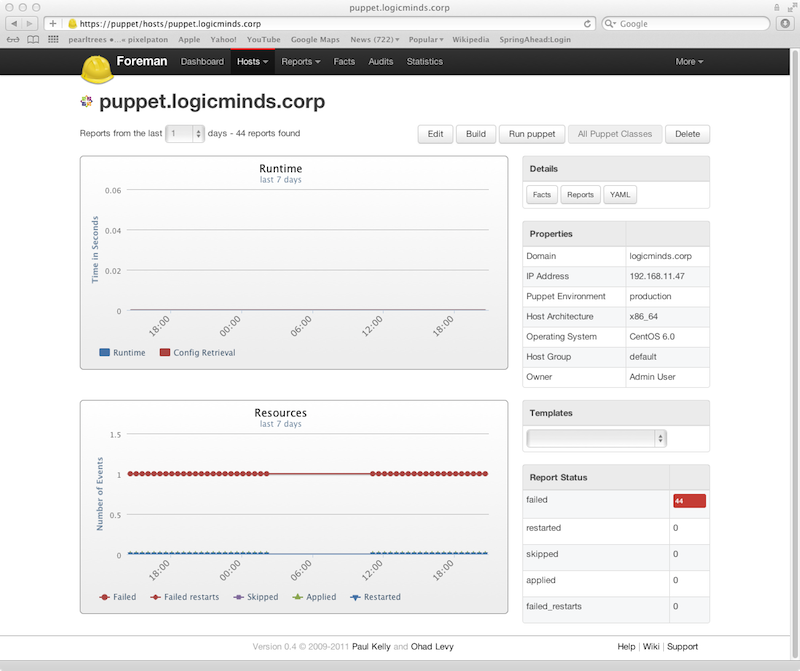 puppet.logicminds.corp
https://puppet/hosts/puppet.logicminds.corp
Google
pearltrees • ...« pixelpaton Apple Yahoo! YouTube Google Maps News (722) Popular Wikipedia SpringAhead:Login
Foreman Dashboard Hosts Reports Facts Audits Statistics More
puppet.logicminds.corp
Reports from the last 1 days - 44 reports found
Edit Build Run puppet All Puppet Classes Delete
Runtime
last 7 days
Time in Seconds
0.06
0.04
0.02
0
18:00 00:00 06:00 12:00 18:00
Runtime Config Retrieval
Details
Facts Reports YAML
Properties
Domain logicminds.corp
IP Address 192.168.11.47
Puppet Environment production
Host Architecture x86_64
Operating System CentOS 6.0
Host Group default
Owner Admin User
Resources
last 7 days
Number of Events
1.5
1
0.5
0
18:00 00:00 06:00 12:00 18:00
Failed Failed restarts Skipped Applied Restarted
Templates
Report Status
failed 44
restarted 0
skipped 0
applied 0
failed_restarts 0
Version 0.4 © 2009-2011 Paul Kelly and Ohad Levy
Help | Wiki | Support